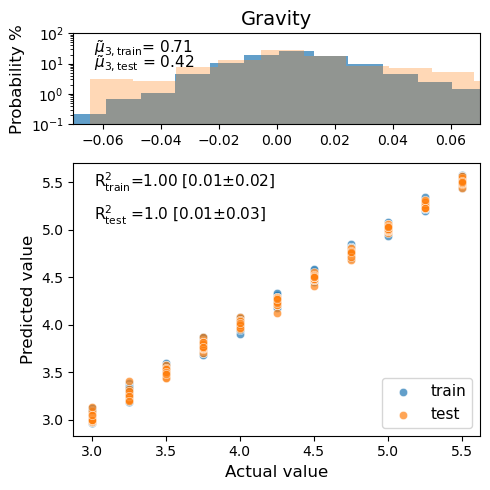 Gravity
Probability %
10² 10¹ 10⁰ 10⁻¹
μ̃₃,train= 0.71
μ̃₃,test = 0.42
−0.06 −0.04 −0.02 0.00 0.02 0.04 0.06
Predicted value
5.5 5.0 4.5 4.0 3.5 3.0
R²train=1.00 [0.01±0.02]
R²test =1.0 [0.01±0.03]
train
test
3.0 3.5 4.0 4.5 5.0 5.5
Actual value